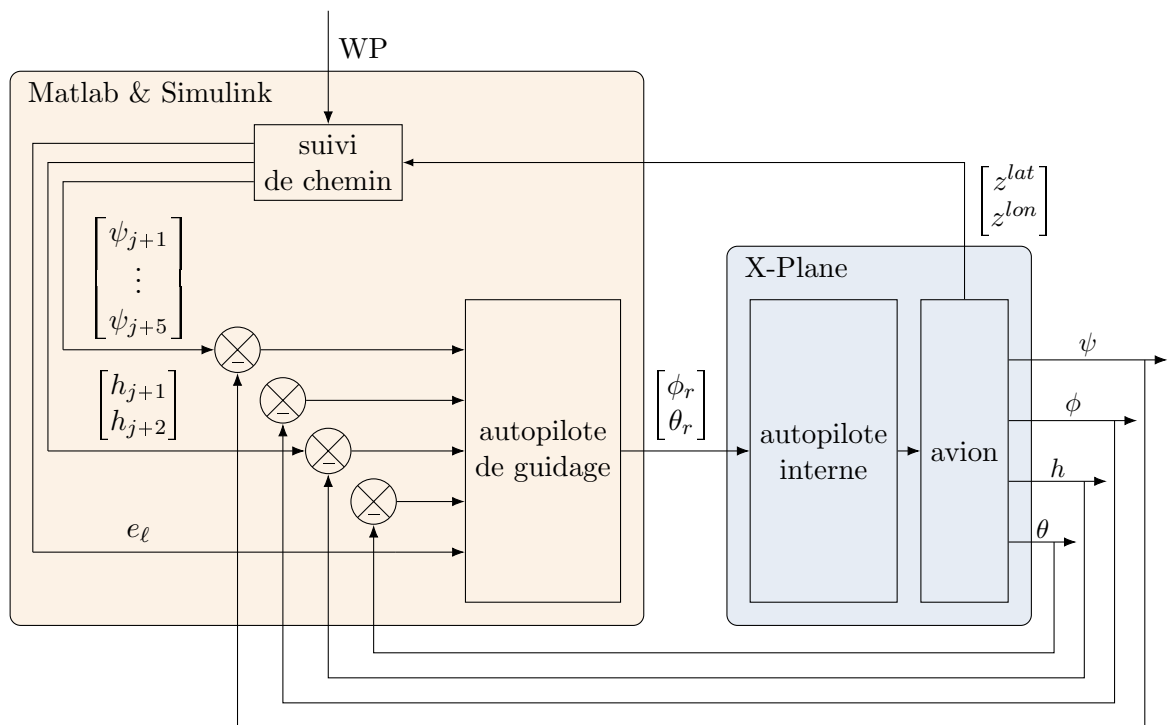 WP
Matlab & Simulink
suivi
de chemin
[z^{lat}
z^{lon}]
[ψ_{j+1}
⋮
ψ_{j+5}]
X-Plane
ψ
[h_{j+1}
h_{j+2}]
[ϕ_r
θ_r]
ϕ
autopilote
de guidage
autopilote
interne
avion
h
e_ℓ
θ
−
−
−
−